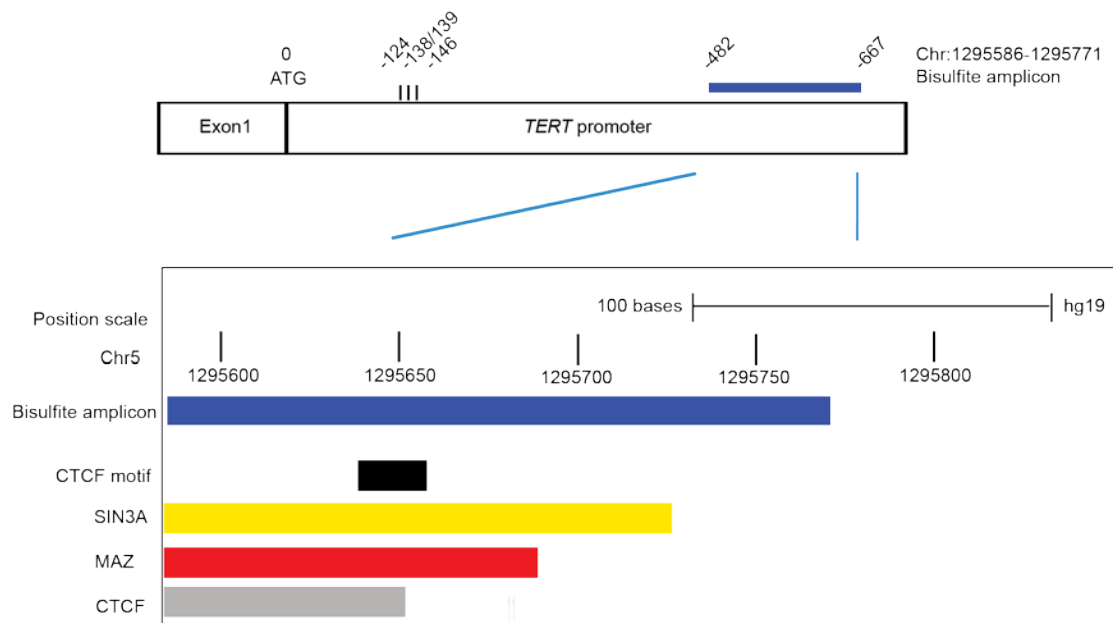 0
ATG
-124
-138/139
-146
-482
-667
Chr:1295586-1295771
Bisulfite amplicon
Exon1
TERT promoter
100 bases
hg19
Position scale
Chr5
1295600
1295650
1295700
1295750
1295800
Bisulfite amplicon
CTCF motif
SIN3A
MAZ
CTCF